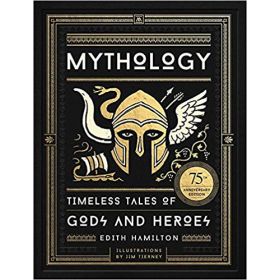 MYTHOLOGY
75TH
ANNIVERSARY
EDITION
TIMELESS TALES OF
GODS AND HEROES
EDITH HAMILTON
ILLUSTRATIONS
BY JIM TIERNEY